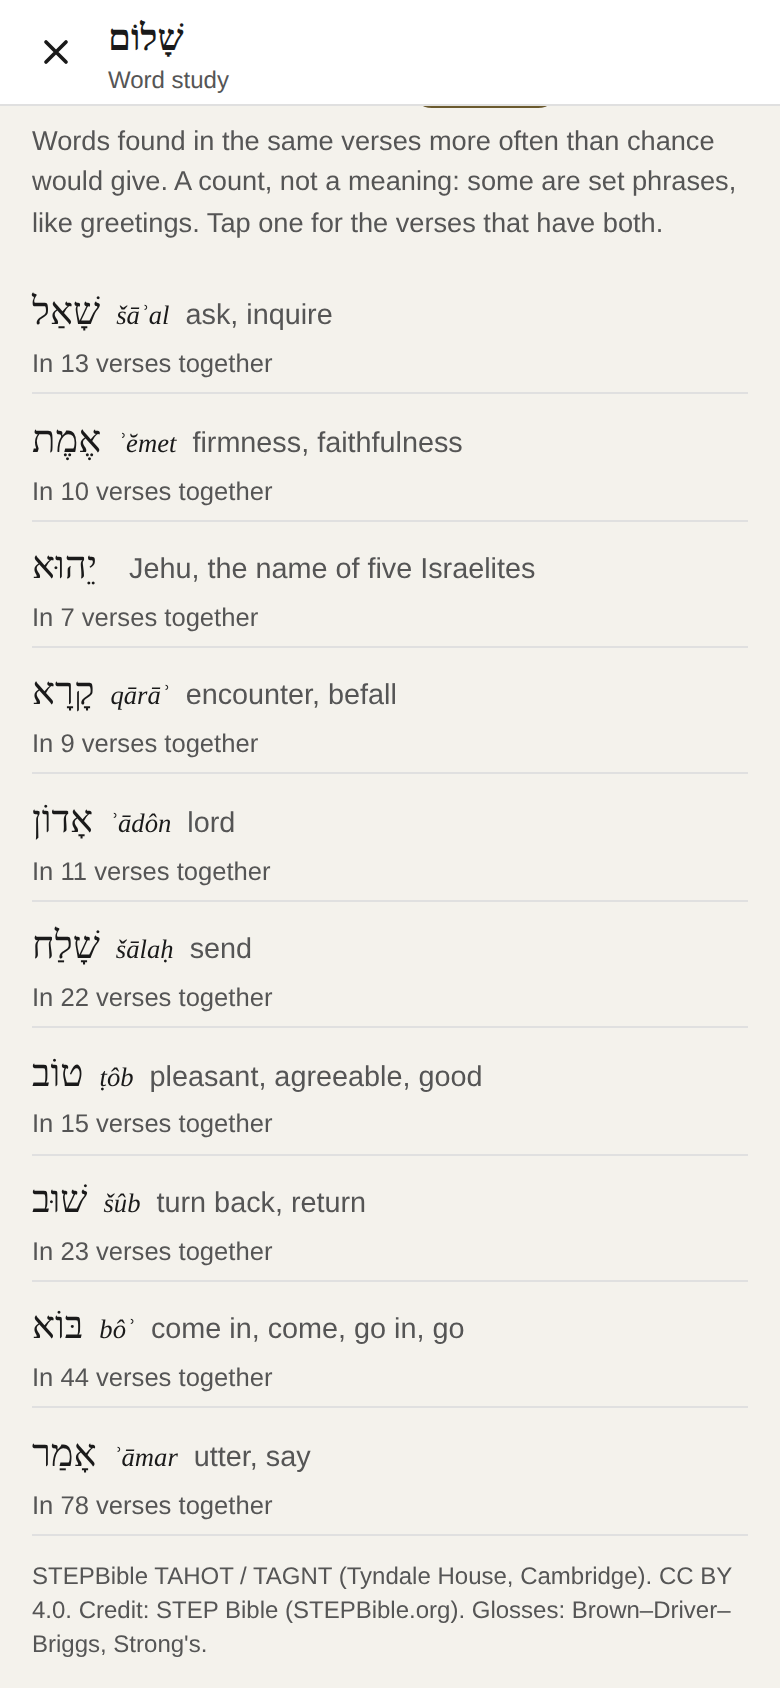 שָׁלוֹם
Word study
Words found in the same verses more often than chance
would give. A count, not a meaning: some are set phrases,
like greetings. Tap one for the verses that have both.
שָׁאַל šāʾal ask, inquire
In 13 verses together
אֶמֶת ʾĕmet firmness, faithfulness
In 10 verses together
יֵהוּא Jehu, the name of five Israelites
In 7 verses together
קָרָא qārāʾ encounter, befall
In 9 verses together
אָדוֹן ʾādôn lord
In 11 verses together
שָׁלַח šālaḥ send
In 22 verses together
טוֹב ṭôb pleasant, agreeable, good
In 15 verses together
שׁוּב šûb turn back, return
In 23 verses together
בּוֹא bôʾ come in, come, go in, go
In 44 verses together
אָמַר ʾāmar utter, say
In 78 verses together
STEPBible TAHOT / TAGNT (Tyndale House, Cambridge). CC BY
4.0. Credit: STEP Bible (STEPBible.org). Glosses: Brown–Driver–
Briggs, Strong's.